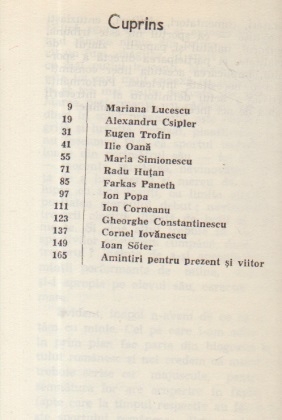 Cuprins
9 Mariana Lucescu
19 Alexandru Csipler
31 Eugen Trofin
41 Ilie Oană
55 Maria Simionescu
71 Radu Huțan
85 Farkas Paneth
97 Ion Popa
111 Ion Corneanu
123 Gheorghe Constantinescu
137 Cornel Iovănescu
149 Ioan Söter
165 Amintiri pentru prezent și viitor